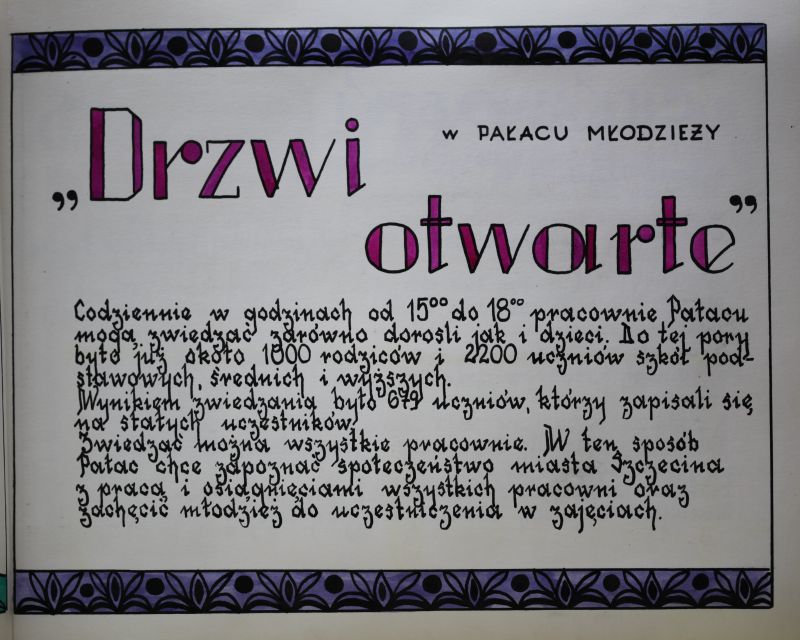 w PAŁACU MŁODZIEŻY
„Drzwi
otwarte”
Codziennie w godzinach od 15⁰⁰ do 18⁰⁰ pracownie Pałacu
mogą zwiedzać zarówno dorośli jak i dzieci. Do tej pory
było już około 1800 rodziców i 2200 uczniów szkół pod-
stawowych, średnich i wyższych.
Wynikiem zwiedzania było 679 uczniów, którzy zapisali się
na stałych uczestników.
Zwiedzać można wszystkie pracownie. W ten sposób
Pałac chce zapoznać społeczeństwo miasta Szczecina
z pracą i osiągnięciami wszystkich pracowni oraz
zachęcić młodzież do uczestniczenia w zajęciach.